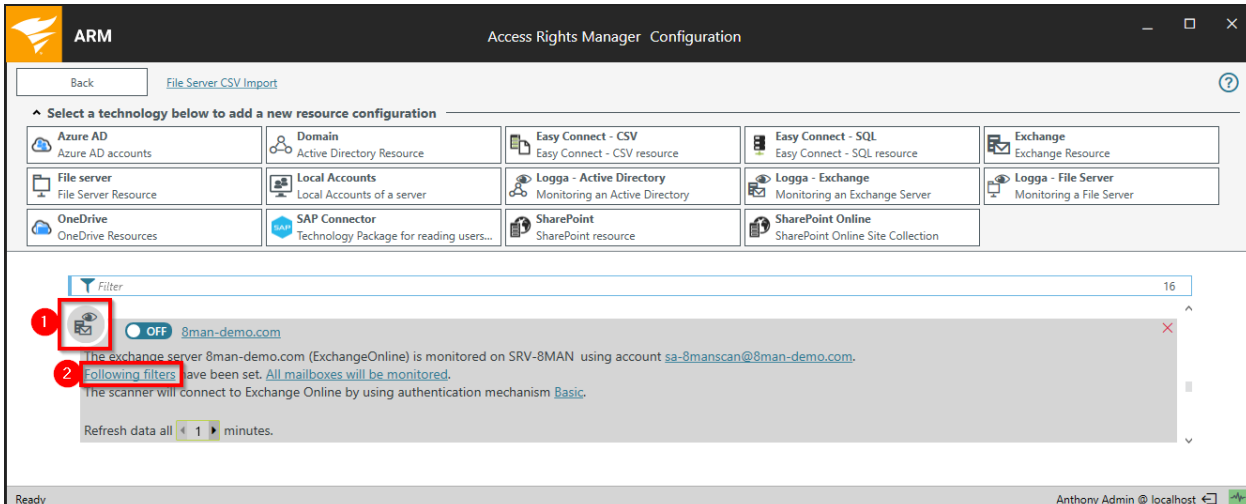 ARM
Access Rights Manager Configuration
Back
File Server CSV Import
?
Select a technology below to add a new resource configuration
Azure AD
Azure AD accounts
Domain
Active Directory Resource
Easy Connect - CSV
Easy Connect - CSV resource
Easy Connect - SQL
Easy Connect - SQL resource
Exchange
Exchange Resource
File server
File Server Resource
Local Accounts
Local Accounts of a server
Logga - Active Directory
Monitoring an Active Directory
Logga - Exchange
Monitoring an Exchange Server
Logga - File Server
Monitoring a File Server
OneDrive
OneDrive Resources
SAP
SAP Connector
Technology Package for reading users...
SharePoint
SharePoint resource
SharePoint Online
SharePoint Online Site Collection
Filter
16
1
OFF
8man-demo.com
The exchange server 8man-demo.com (ExchangeOnline) is monitored on SRV-8MAN using account sa-8manscan@8man-demo.com.
2
Following filters have been set. All mailboxes will be monitored.
The scanner will connect to Exchange Online by using authentication mechanism Basic.
Refresh data all 1 minutes.
Ready
Anthony Admin @ localhost